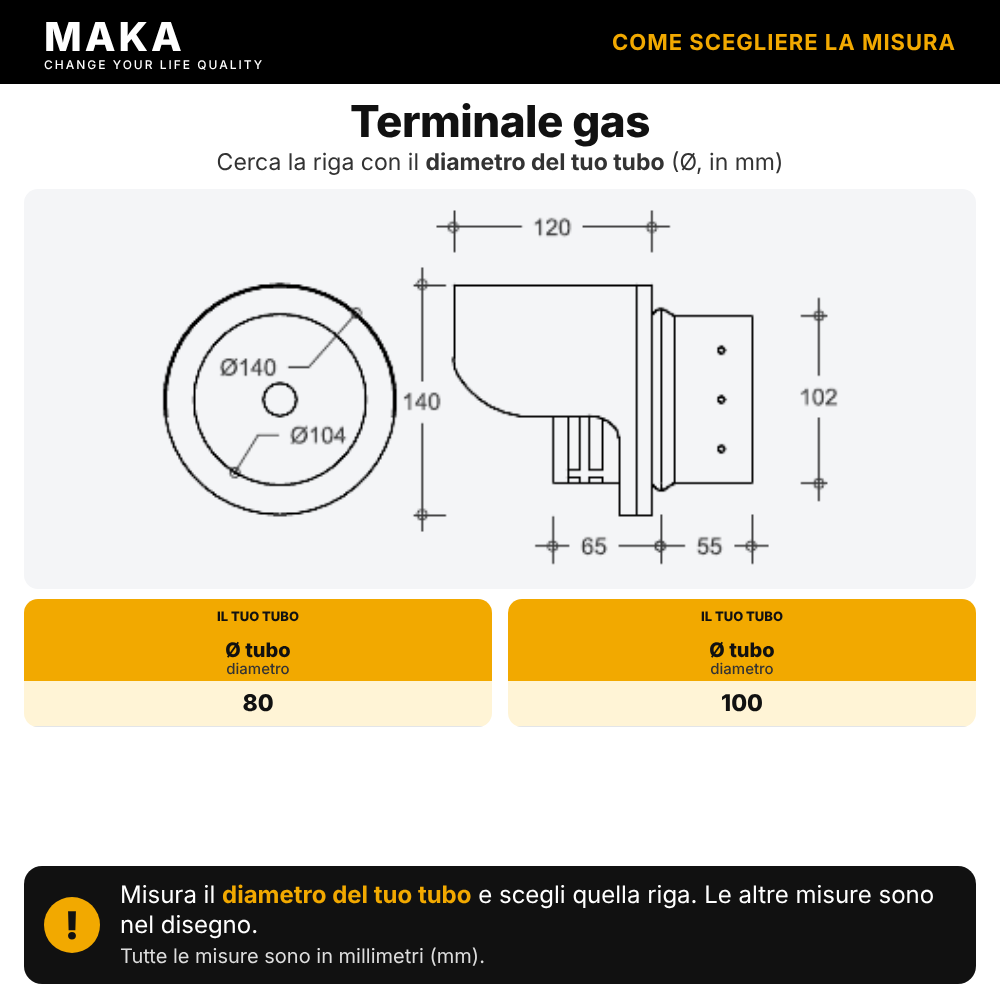 MAKA
CHANGE YOUR LIFE QUALITY
COME SCEGLIERE LA MISURA
Terminale gas
Cerca la riga con il diametro del tuo tubo (Ø, in mm)
120
Ø140
140
102
Ø104
65
55
IL TUO TUBO
Ø tubo
diametro
80
IL TUO TUBO
Ø tubo
diametro
100
! Misura il diametro del tuo tubo e scegli quella riga. Le altre misure sono
nel disegno.
Tutte le misure sono in millimetri (mm).